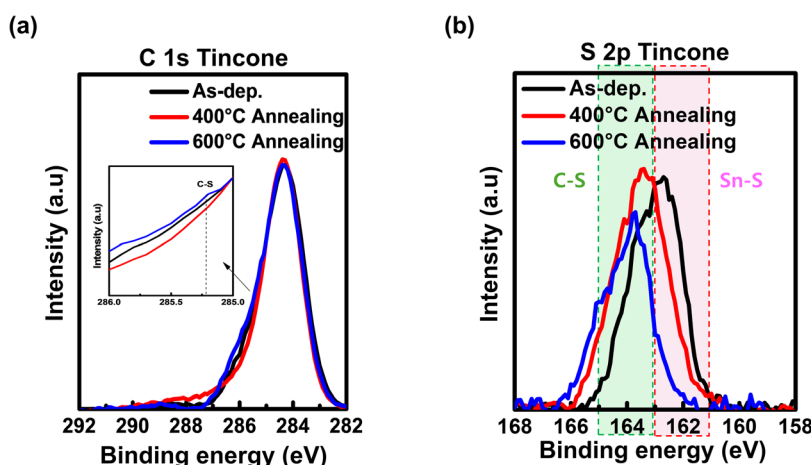 (a)
C 1s Tincone
As-dep.
400°C Annealing
600°C Annealing
C-S
Intensity (a.u)
286.0 285.5 285.0
Intensity (a.u)
292 290 288 286 284 282
Binding energy (eV)
(b)
S 2p Tincone
As-dep.
400°C Annealing
600°C Annealing
C-S
Sn-S
Intensity (a.u)
168 166 164 162 160 158
Binding energy (eV)